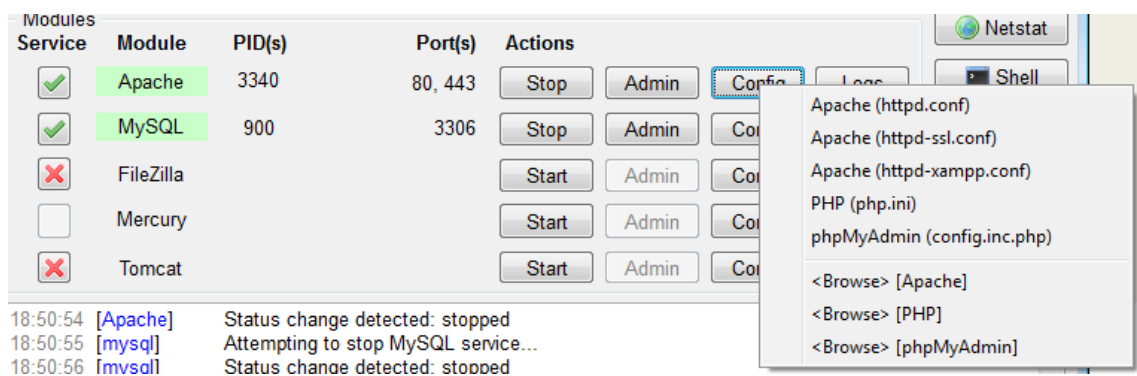 Modules
Service Module PID(s) Port(s) Actions
Netstat
Apache 3340 80, 443 Stop Admin Config Logs
Shell
MySQL 900 3306 Stop Admin
FileZilla Start Admin
Mercury Start Admin
Tomcat Start Admin
Apache (httpd.conf)
Apache (httpd-ssl.conf)
Apache (httpd-xampp.conf)
PHP (php.ini)
phpMyAdmin (config.inc.php)
<Browse> [Apache]
<Browse> [PHP]
<Browse> [phpMyAdmin]
18:50:54 [Apache] Status change detected: stopped
18:50:55 [mysql] Attempting to stop MySQL service...
18:50:56 [mysql] Status change detected: stopped